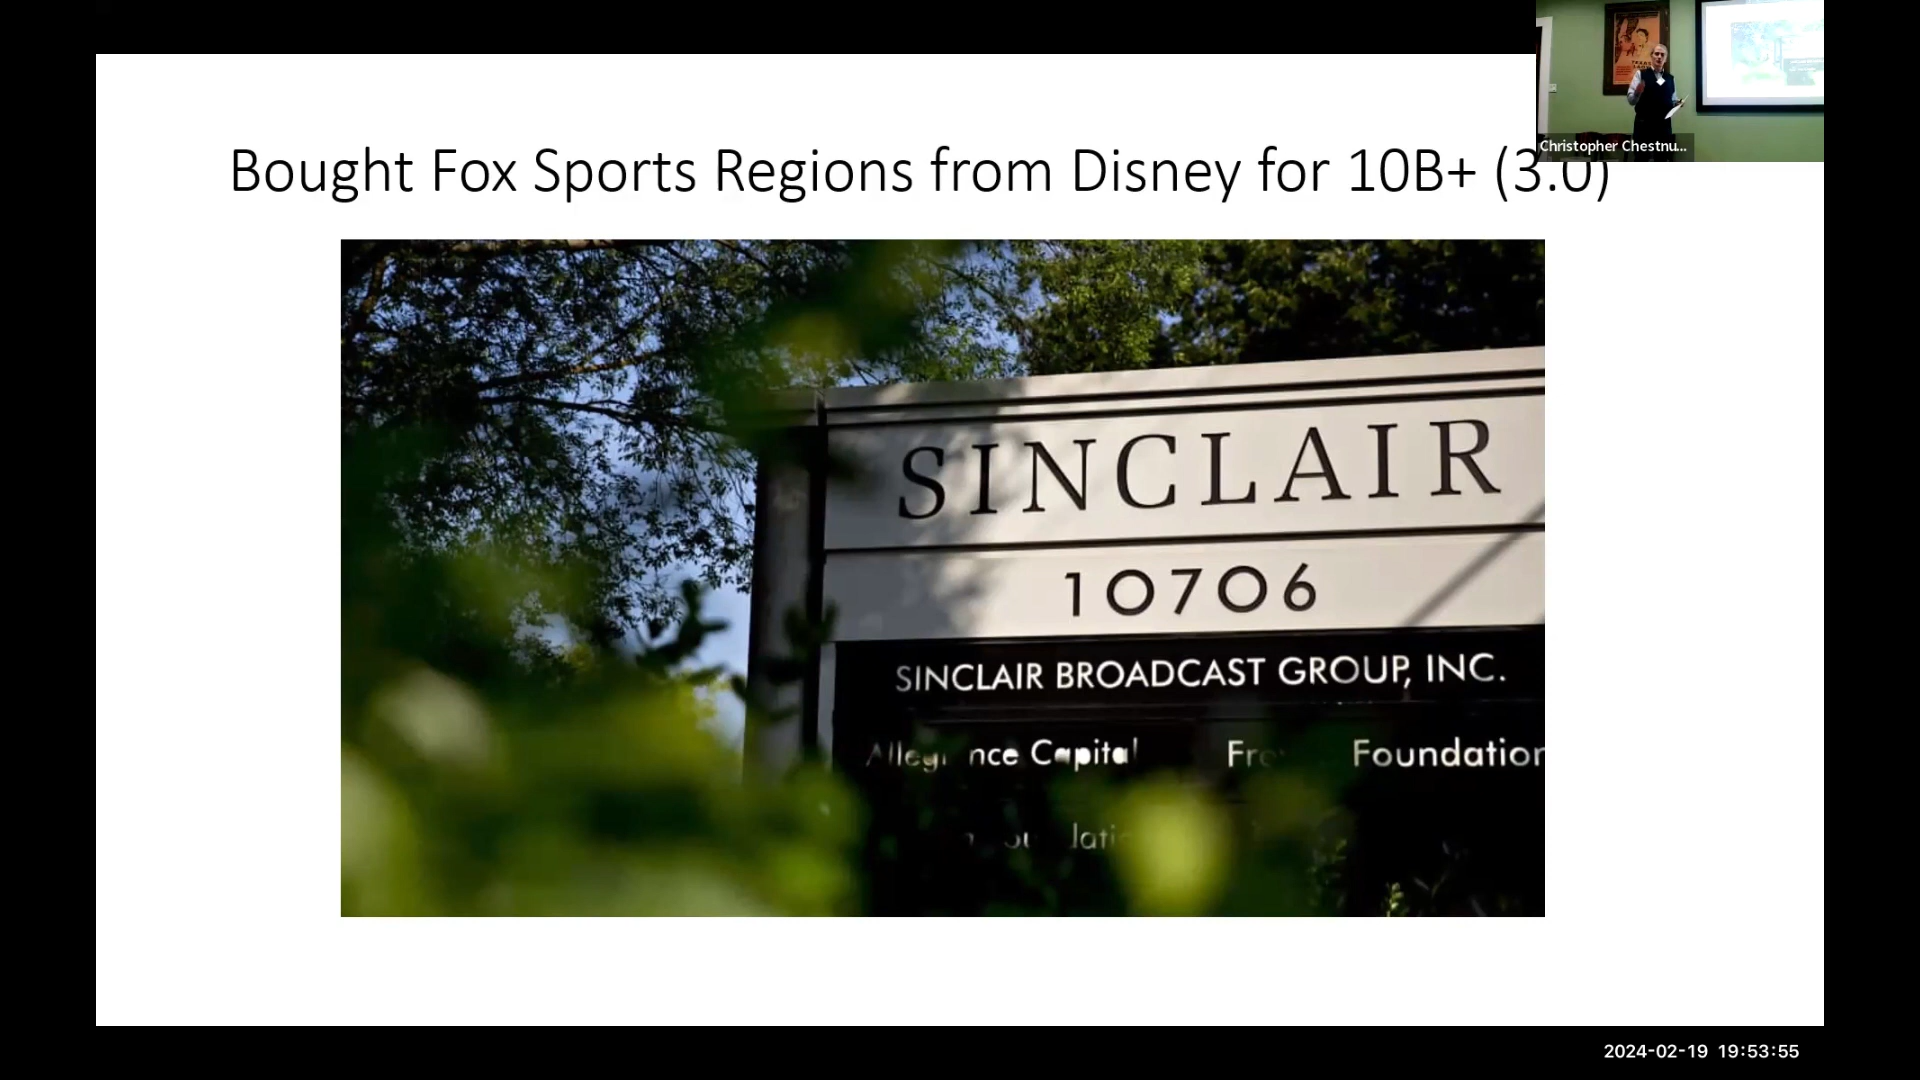 Bought Fox Sports Regions from Disney for 10B+ (3.0)
Christopher Chestnu...
SINCLAIR
10706
SINCLAIR BROADCAST GROUP, INC.
Capital Foundation
2024-02-19 19:53:55